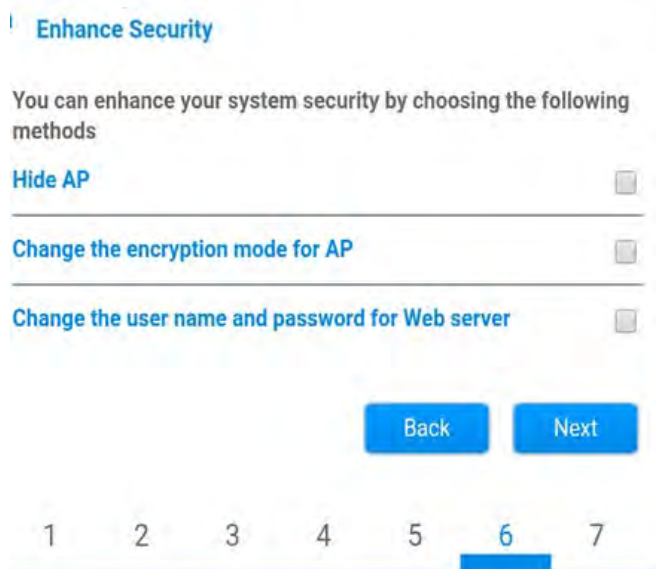 Enhance Security
You can enhance your system security by choosing the following
methods
Hide AP
Change the encryption mode for AP
Change the user name and password for Web server
Back Next
1 2 3 4 5 6 7